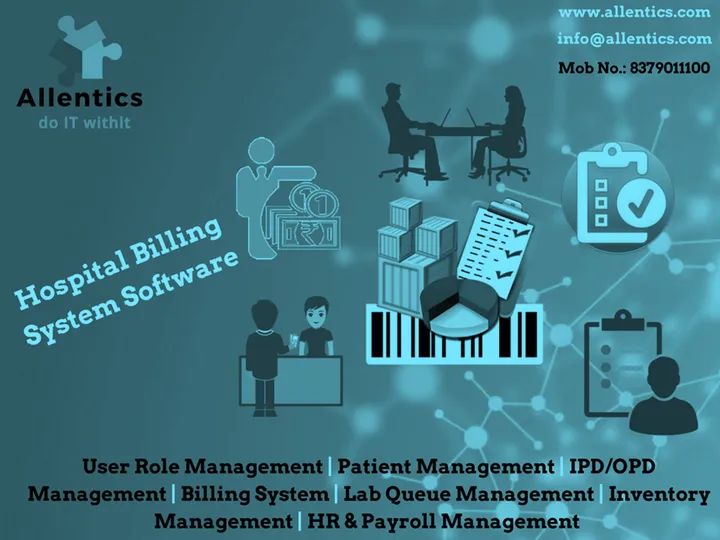 www.allentics.com
info@allentics.com
Mob No.: 8379011100
Allentics
do IT withIt
Hospital Billing
System Software
User Role Management | Patient Management | IPD/OPD
Management | Billing System | Lab Queue Management | Inventory
Management | HR & Payroll Management